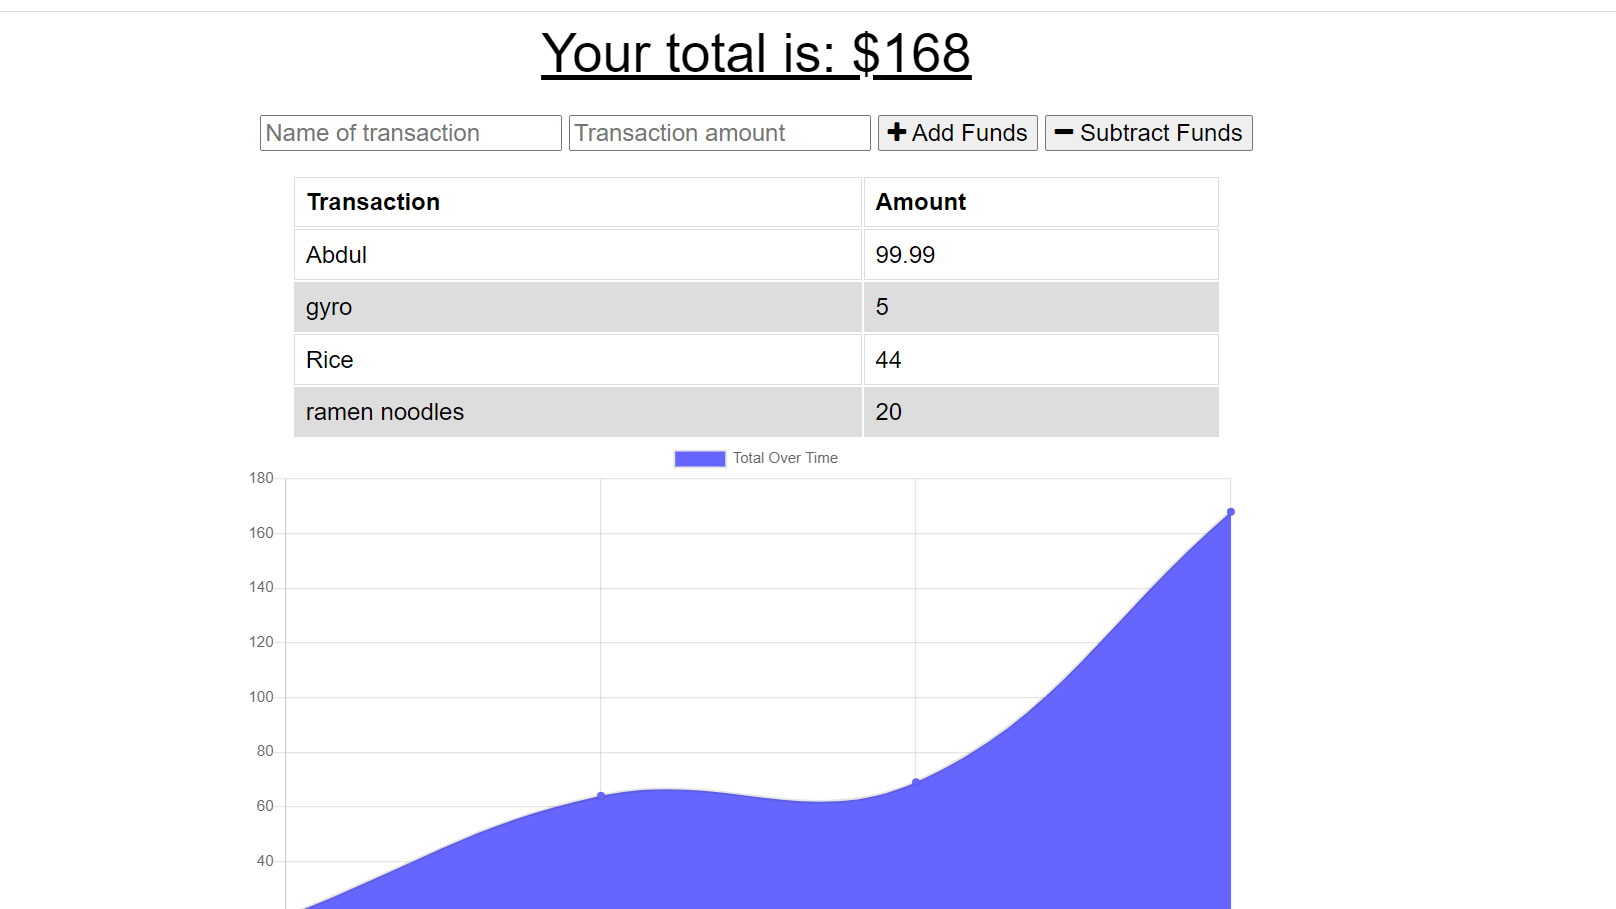 Your total is: $168
Name of transaction Transaction amount Add Funds Subtract Funds
Transaction Amount
Abdul 99.99
gyro 5
Rice 44
ramen noodles 20
Total Over Time
180
160
140
120
100
80
60
40